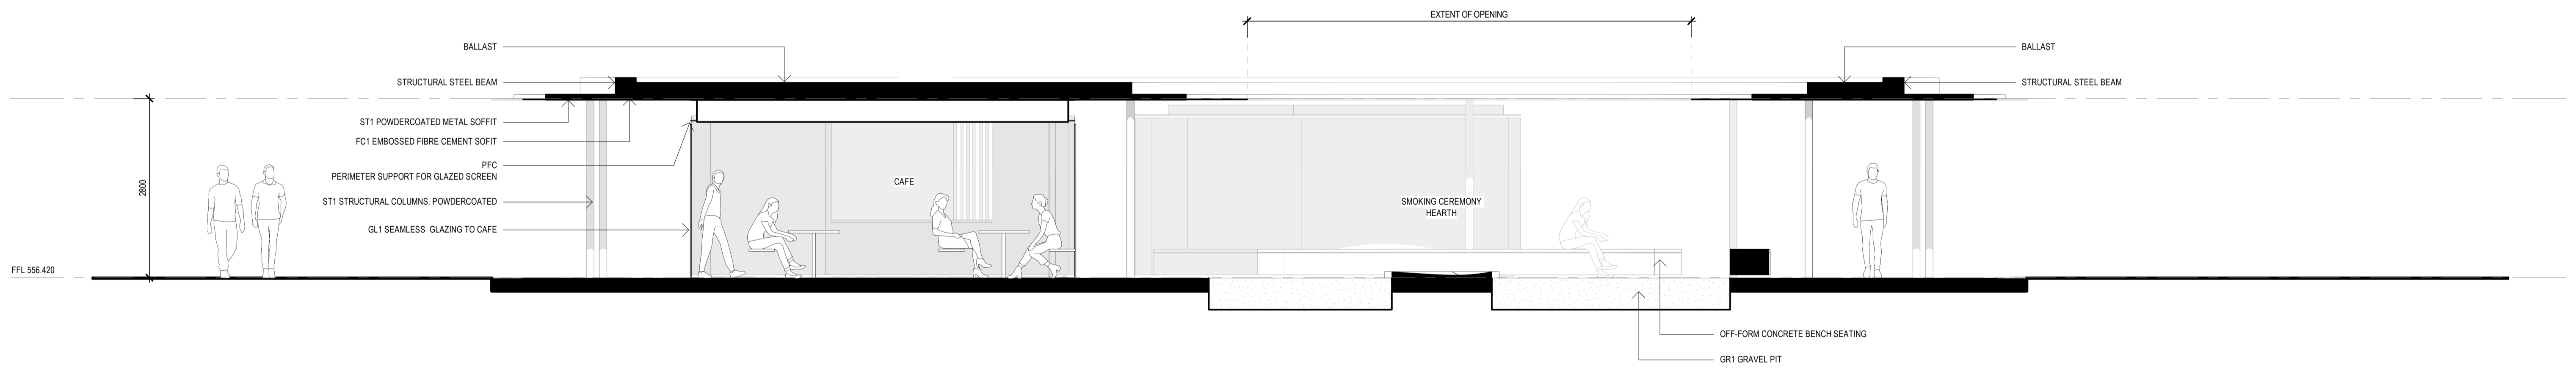 EXTENT OF OPENING
BALLAST
BALLAST
STRUCTURAL STEEL BEAM
STRUCTURAL STEEL BEAM
ST1 POWDERCOATED METAL SOFFIT
FC1 EMBOSSED FIBRE CEMENT SOFIT
PFC
PERIMETER SUPPORT FOR GLAZED SCREEN
CAFE
2800
ST1 STRUCTURAL COLUMNS. POWDERCOATED
SMOKING CEREMONY
HEARTH
GL1 SEAMLESS GLAZING TO CAFE
FFL 556.420
OFF-FORM CONCRETE BENCH SEATING
GR1 GRAVEL PIT